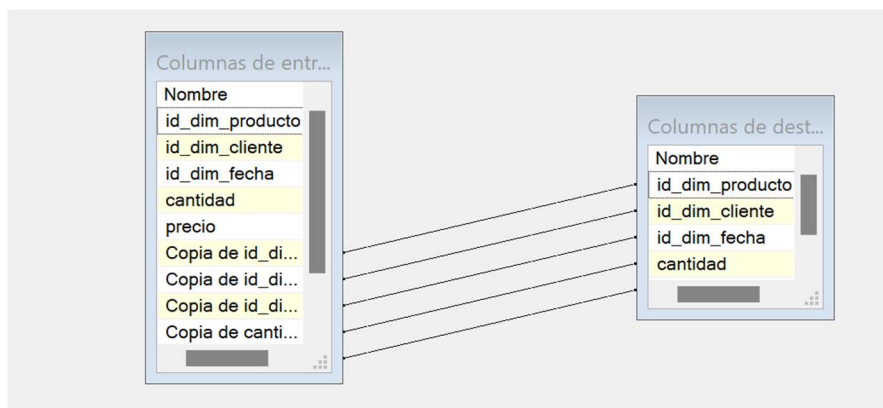 Columnas de entr...
Nombre
id_dim_producto
id_dim_cliente
id_dim_fecha
cantidad
precio
Copia de id_di...
Copia de id_di...
Copia de id_di...
Copia de canti...
Columnas de dest...
Nombre
id_dim_producto
id_dim_cliente
id_dim_fecha
cantidad